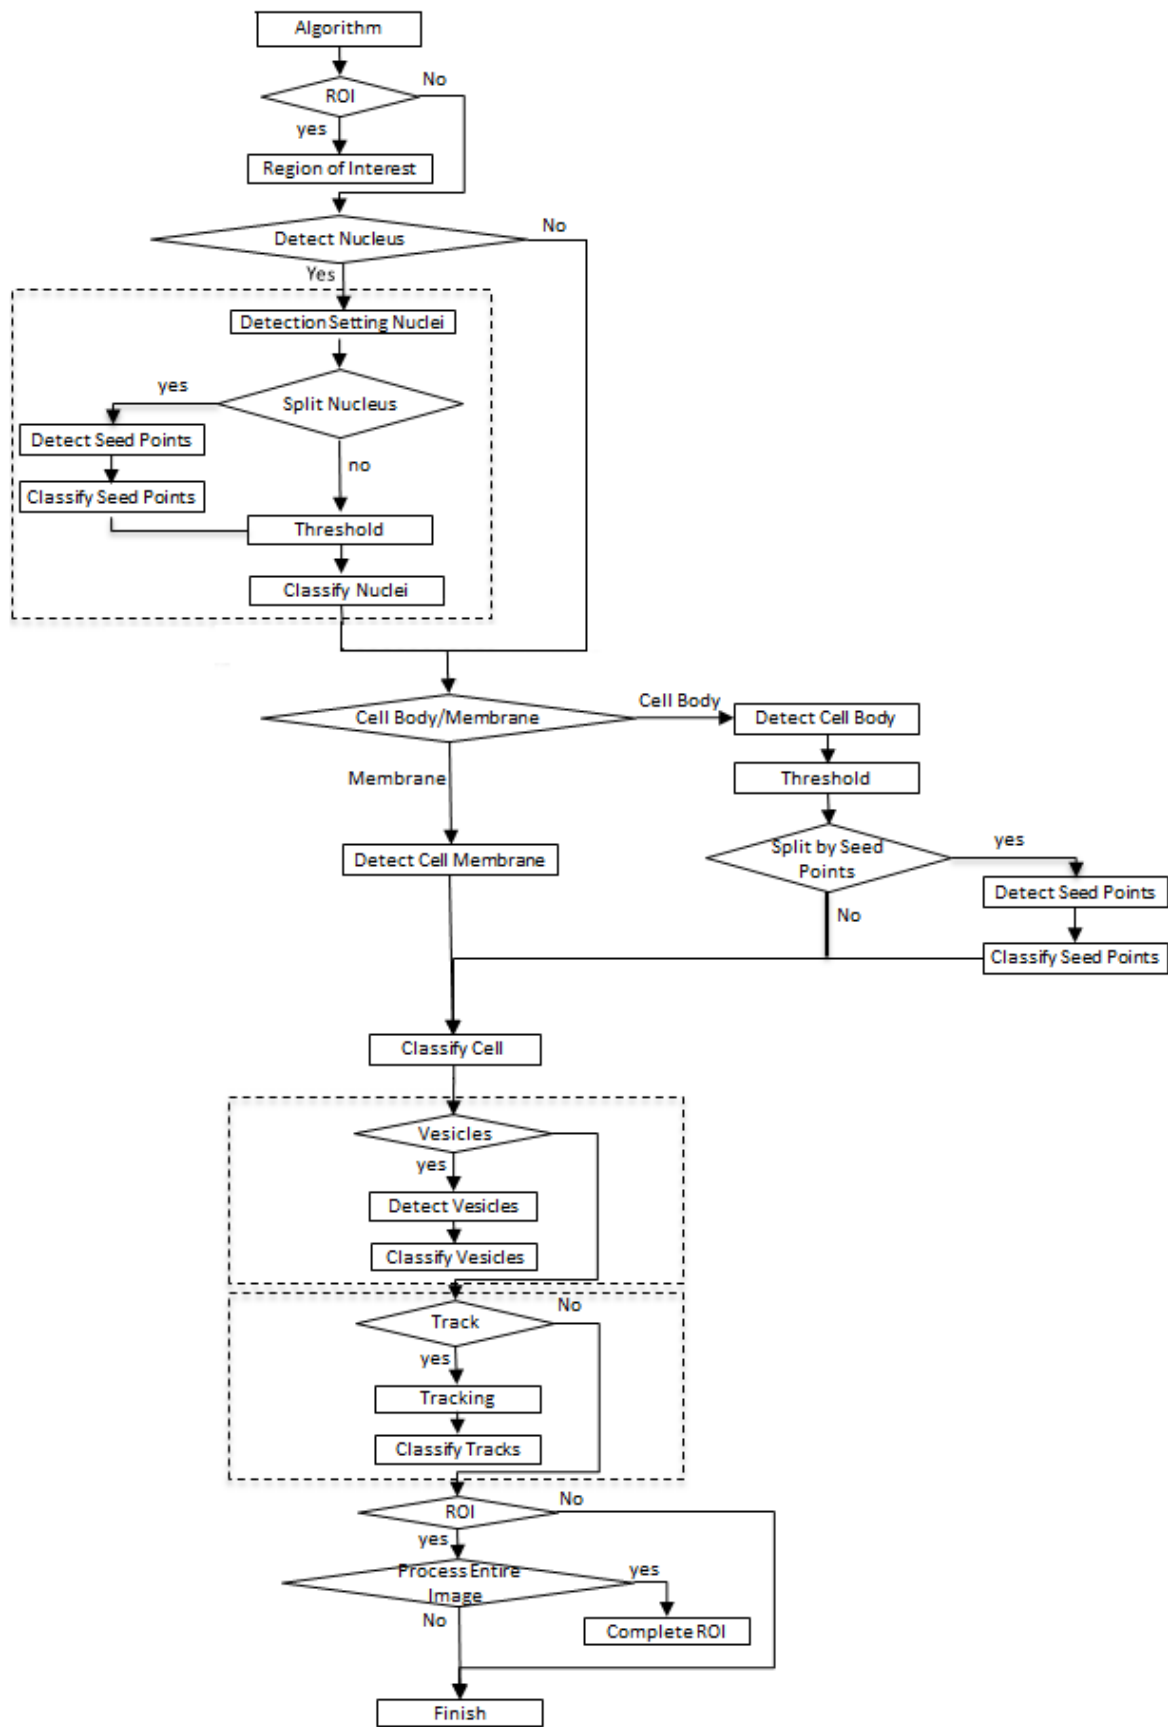 Algorithm
No
ROI
yes
Region of Interest
No
Detect Nucleus
Yes
Detection Setting Nuclei
yes
Split Nucleus
Detect Seed Points
no
Classify Seed Points
Threshold
Classify Nuclei
Cell Body
Cell Body/Membrane
Detect Cell Body
Membrane
Threshold
Split by Seed
Points
yes
Detect Cell Membrane
Detect Seed Points
No
Classify Seed Points
Classify Cell
Vesicles
yes
Detect Vesicles
Classify Vesicles
No
Track
yes
Tracking
Classify Tracks
No
ROI
yes
Process Entire
Image
yes
No
Complete ROI
Finish